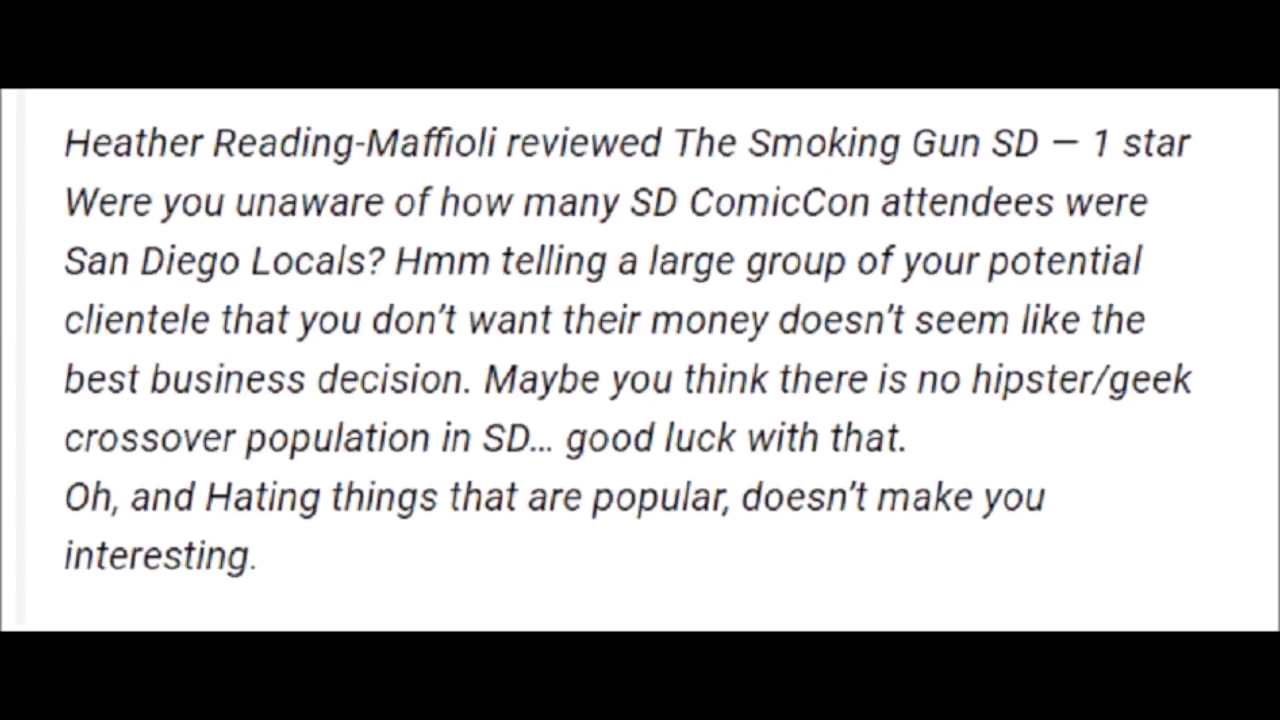 Heather Reading-Maffioli reviewed The Smoking Gun SD — 1 star
Were you unaware of how many SD ComicCon attendees were
San Diego Locals? Hmm telling a large group of your potential
clientele that you don’t want their money doesn’t seem like the
best business decision. Maybe you think there is no hipster/geek
crossover population in SD… good luck with that.
Oh, and Hating things that are popular, doesn’t make you
interesting.